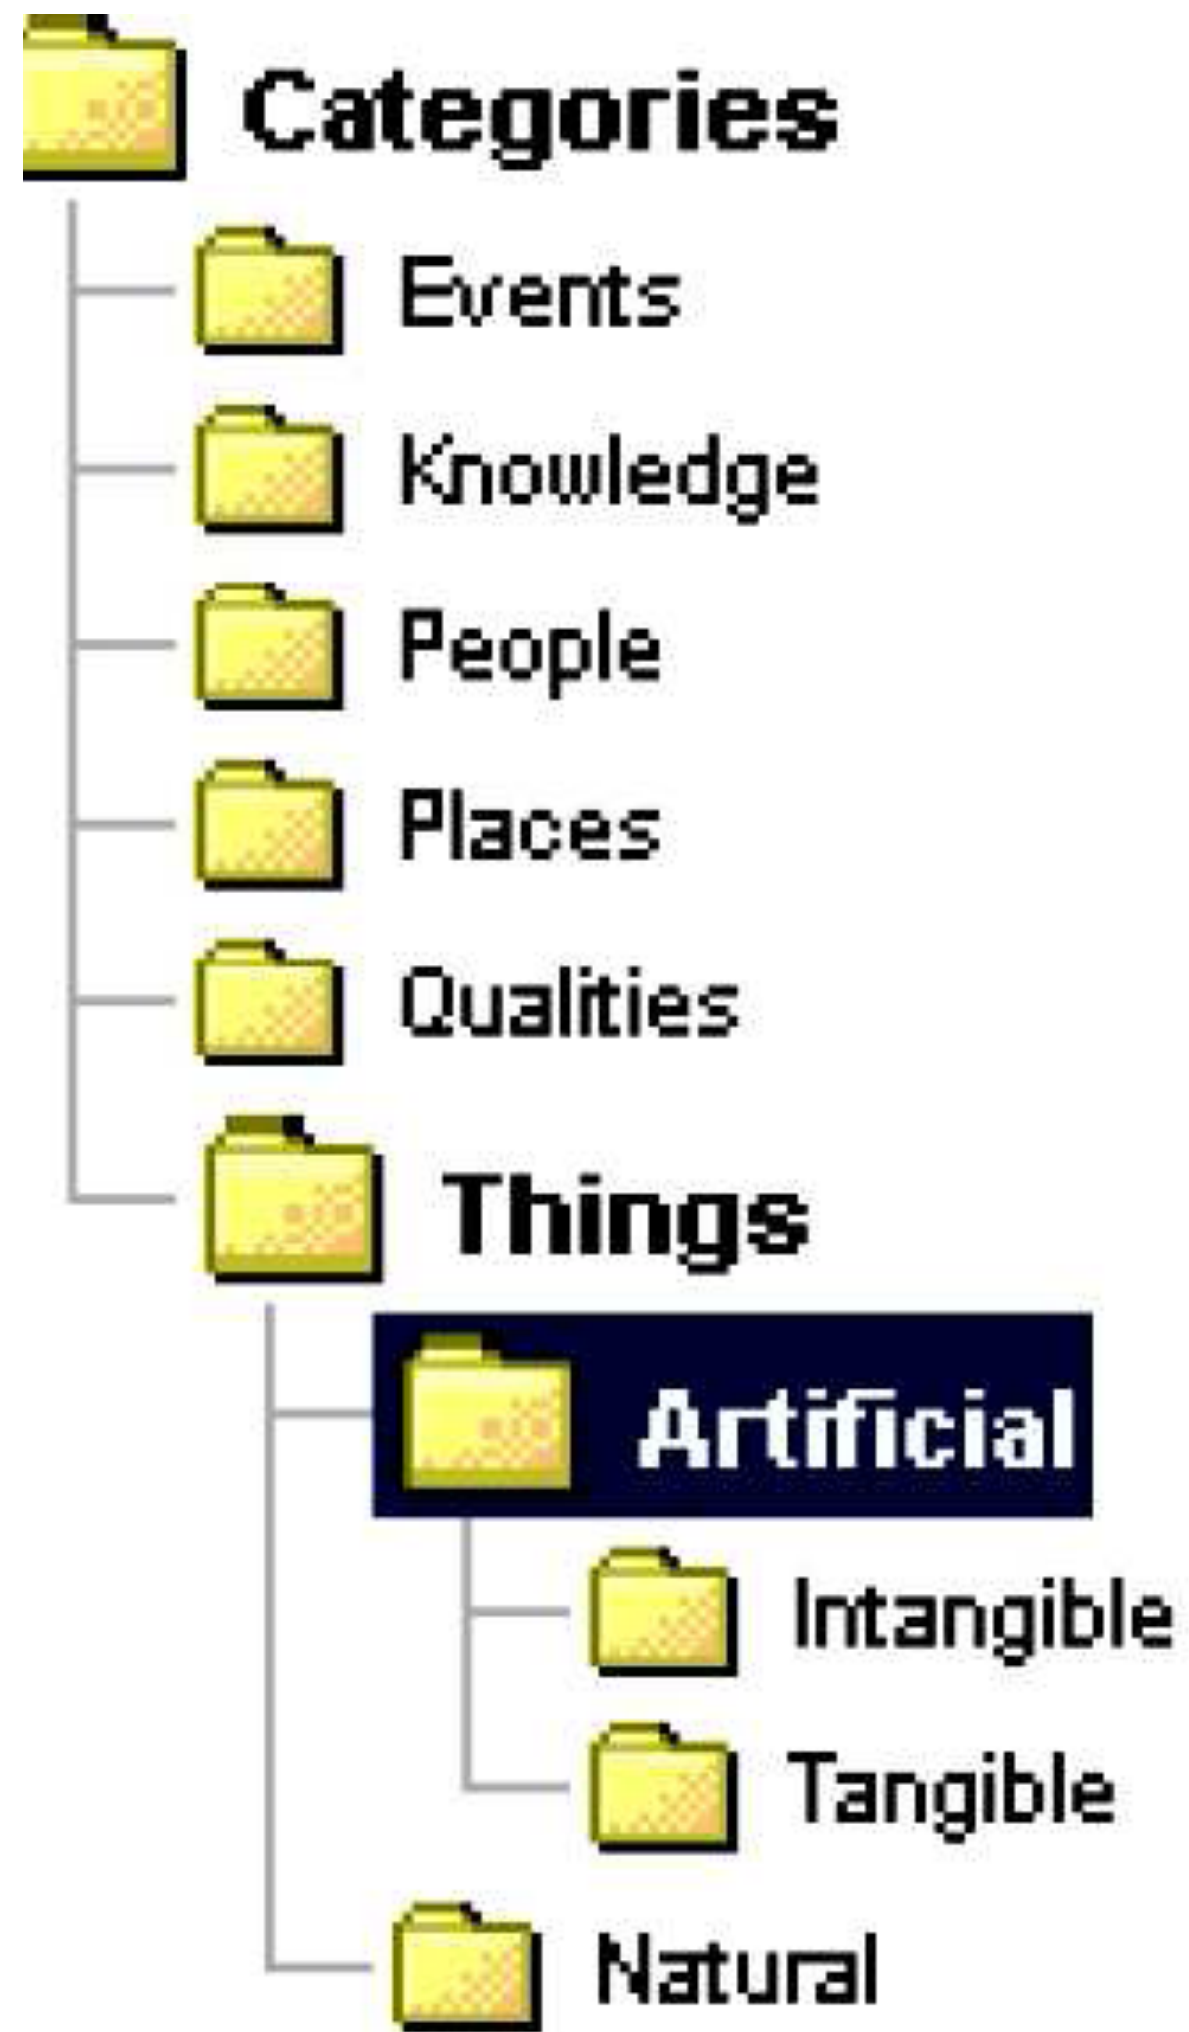 Categories
Events
Knowledge
People
Places
Qualities
Things
Artificial
Intangible
Tangible
Natural